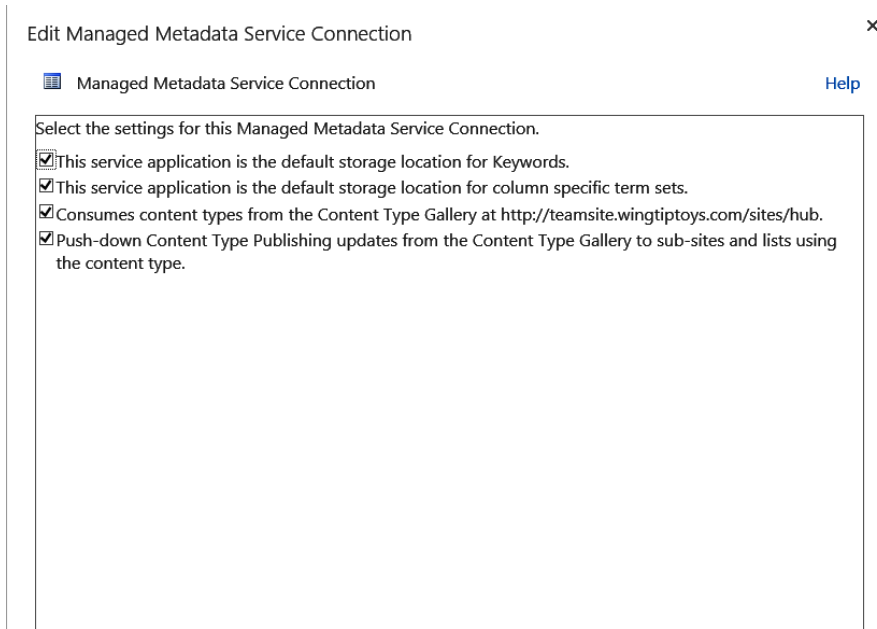 Edit Managed Metadata Service Connection
Managed Metadata Service Connection
Help
Select the settings for this Managed Metadata Service Connection.
This service application is the default storage location for Keywords.
This service application is the default storage location for column specific term sets.
Consumes content types from the Content Type Gallery at http://teamsite.wingtiptoys.com/sites/hub.
Push-down Content Type Publishing updates from the Content Type Gallery to sub-sites and lists using
the content type.